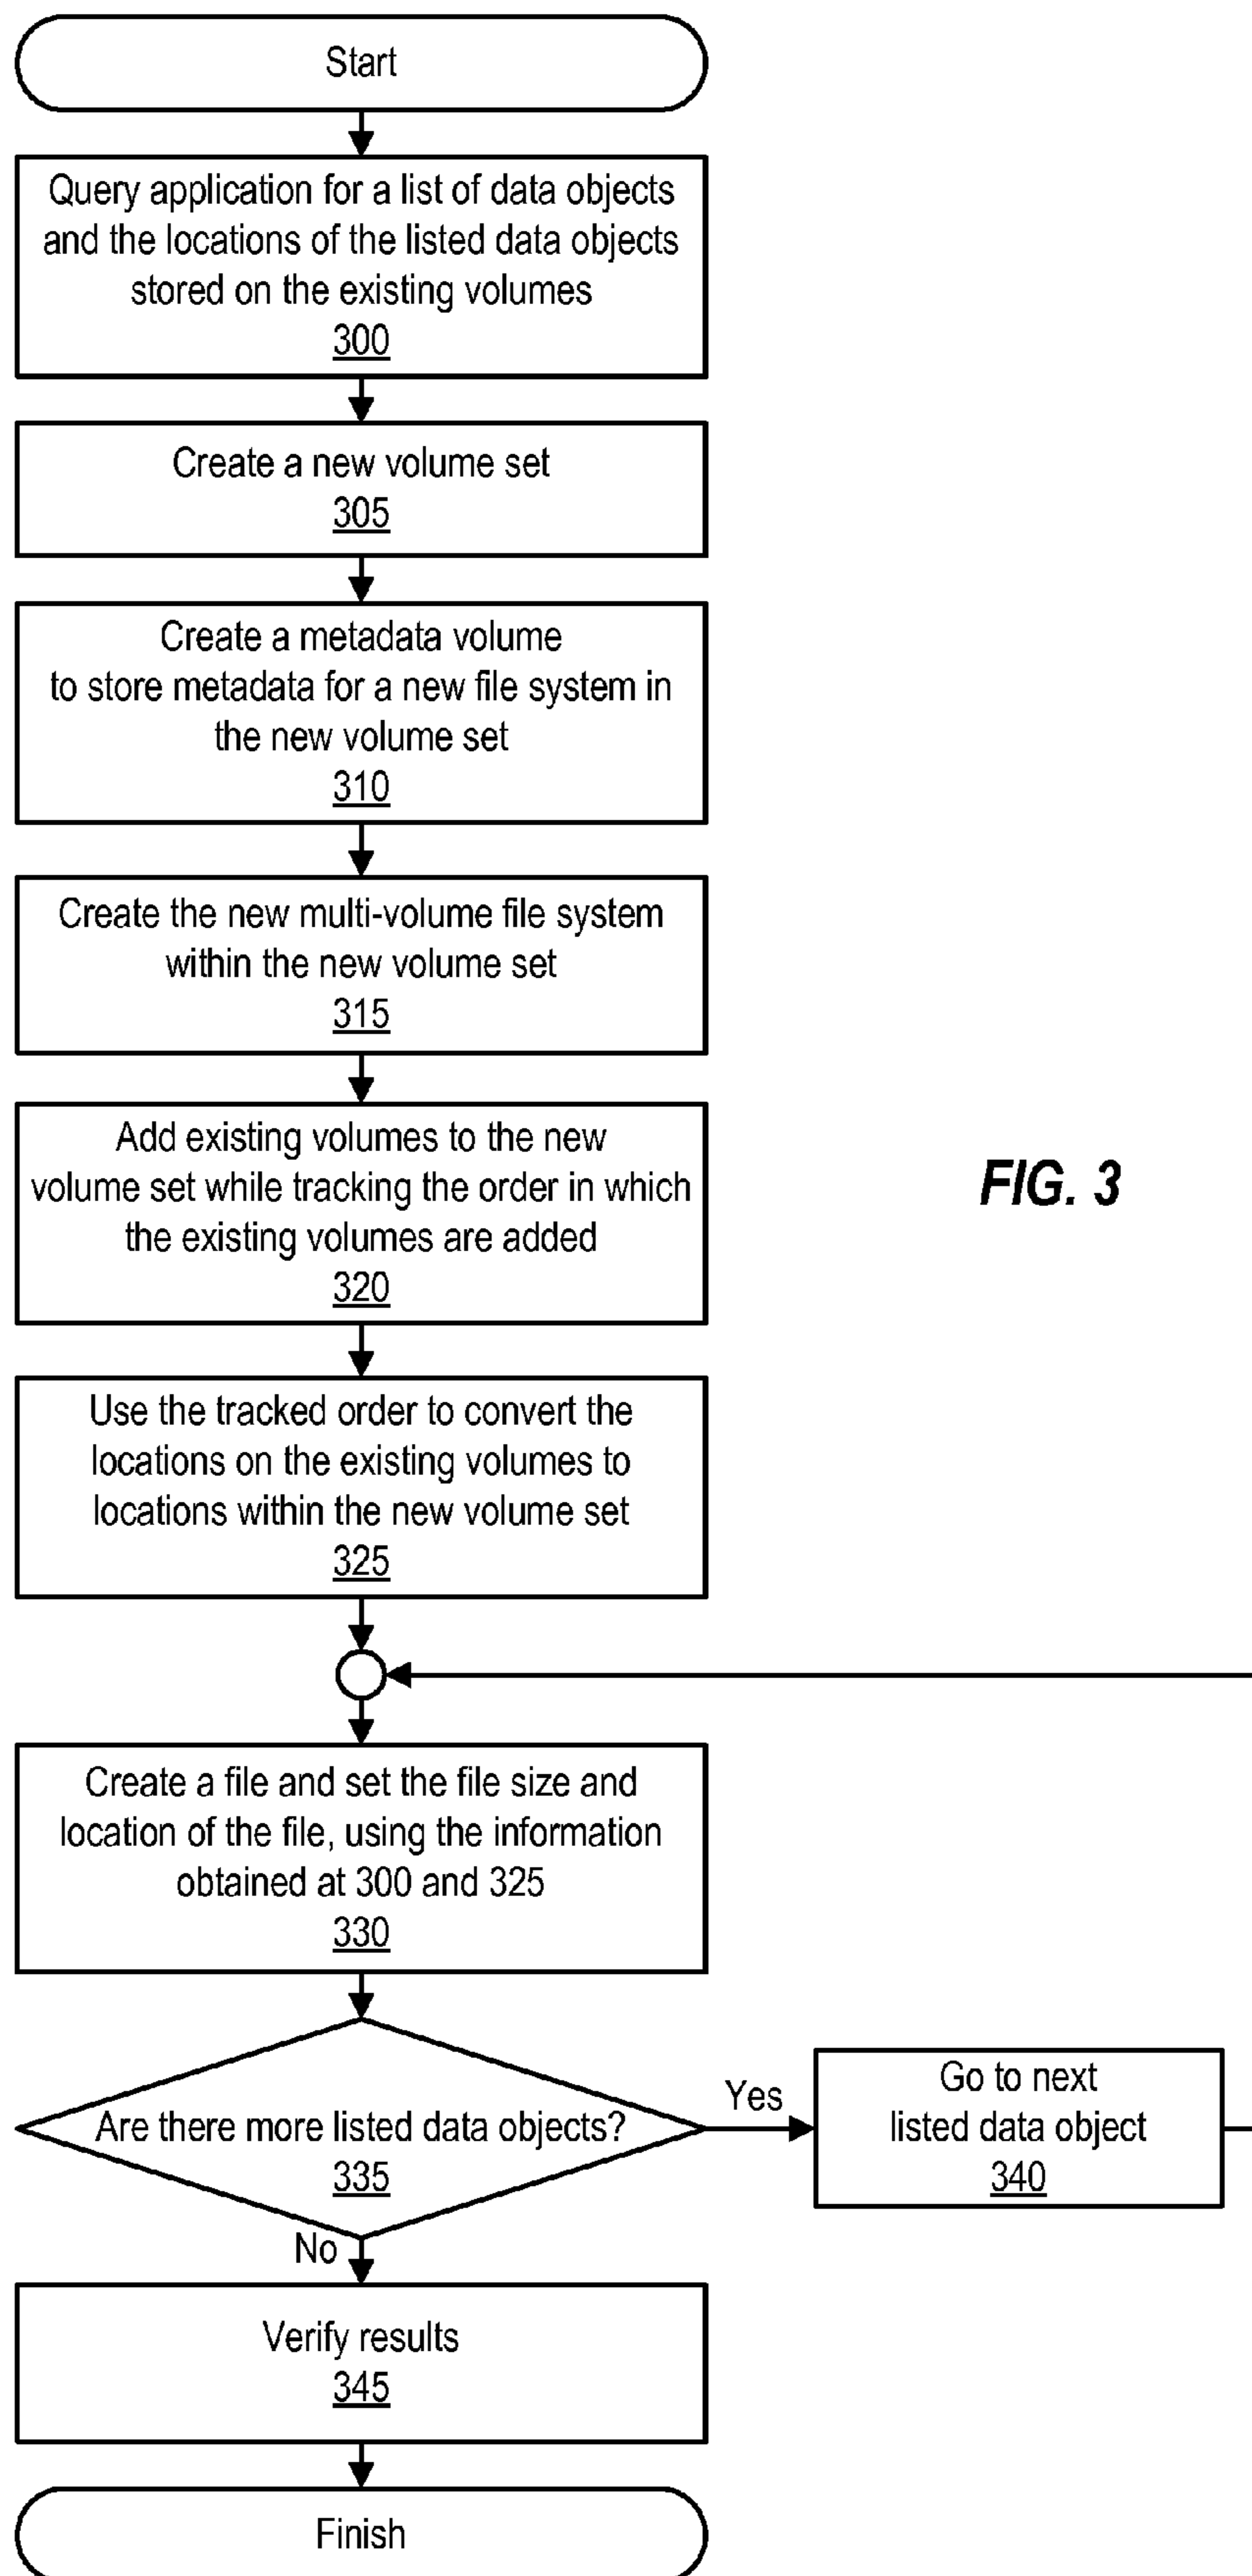 Start
Query application for a list of data objects
and the locations of the listed data objects
stored on the existing volumes
300
Create a new volume set
305
Create a metadata volume
to store metadata for a new file system in
the new volume set
310
Create the new multi-volume file system
within the new volume set
315
Add existing volumes to the new
volume set while tracking the order in which
the existing volumes are added
320
FIG. 3
Use the tracked order to convert the
locations on the existing volumes to
locations within the new volume set
325
Create a file and set the file size and
location of the file, using the information
obtained at 300 and 325
330
Are there more listed data objects?
335
Yes
Go to next
listed data object
340
No
Verify results
345
Finish